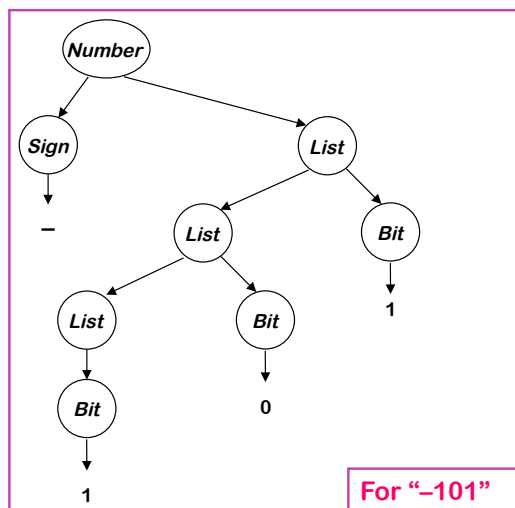 Number
Sign
List
–
List
Bit
1
List
Bit
0
Bit
1
For “–101”